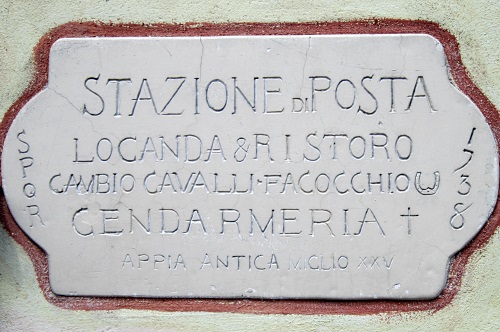 STAZIONE DI POSTA
LOCANDA & RISTORO
CAMBIO CAVALLI·FACOCCHIO
GENDARMERIA †
APPIA ANTICA MIGLIO XXV
SPQR
1738